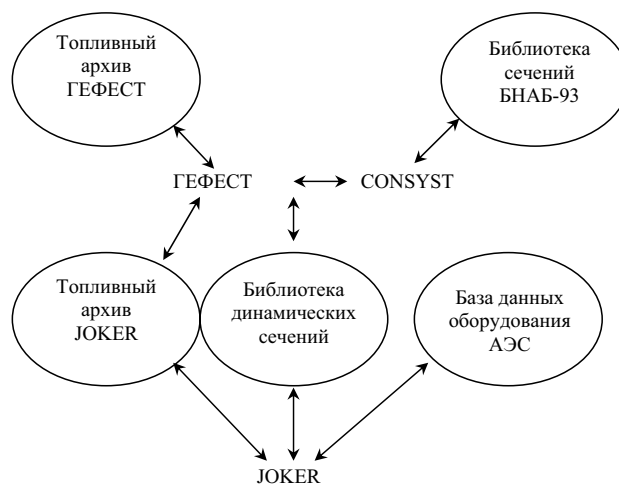 Топливный
архив
ГЕФЕСТ
Библиотека
сечений
БНАБ-93
ГЕФЕСТ
CONSYST
Топливный
архив
JOKER
Библиотека
динамических
сечений
База данных
оборудования
АЭС
JOKER